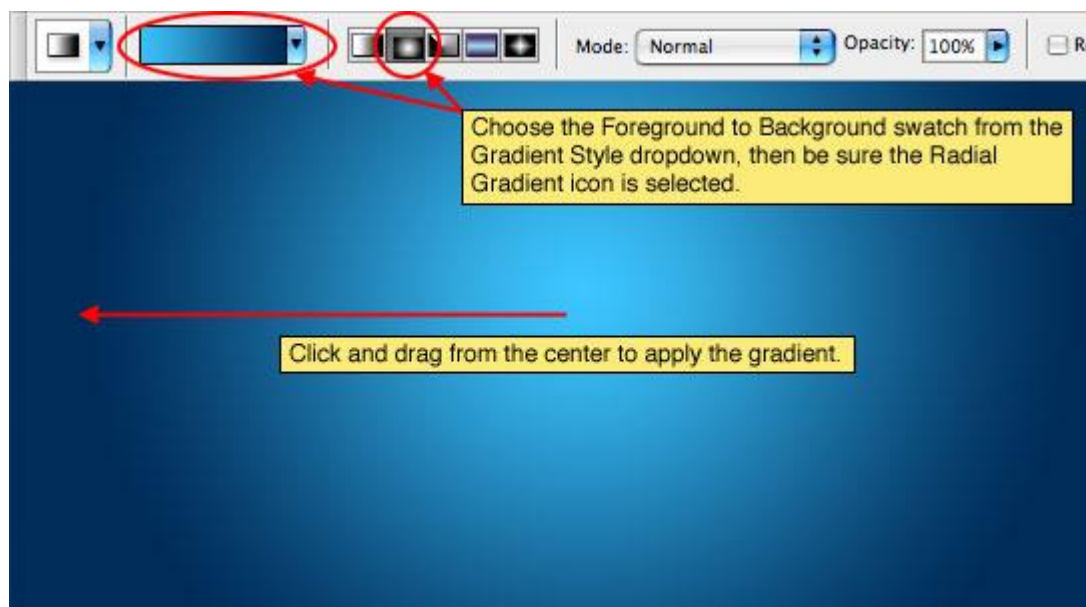 Mode: Normal Opacity: 100% R
Choose the Foreground to Background swatch from the
Gradient Style dropdown, then be sure the Radial
Gradient icon is selected.
Click and drag from the center to apply the gradient.